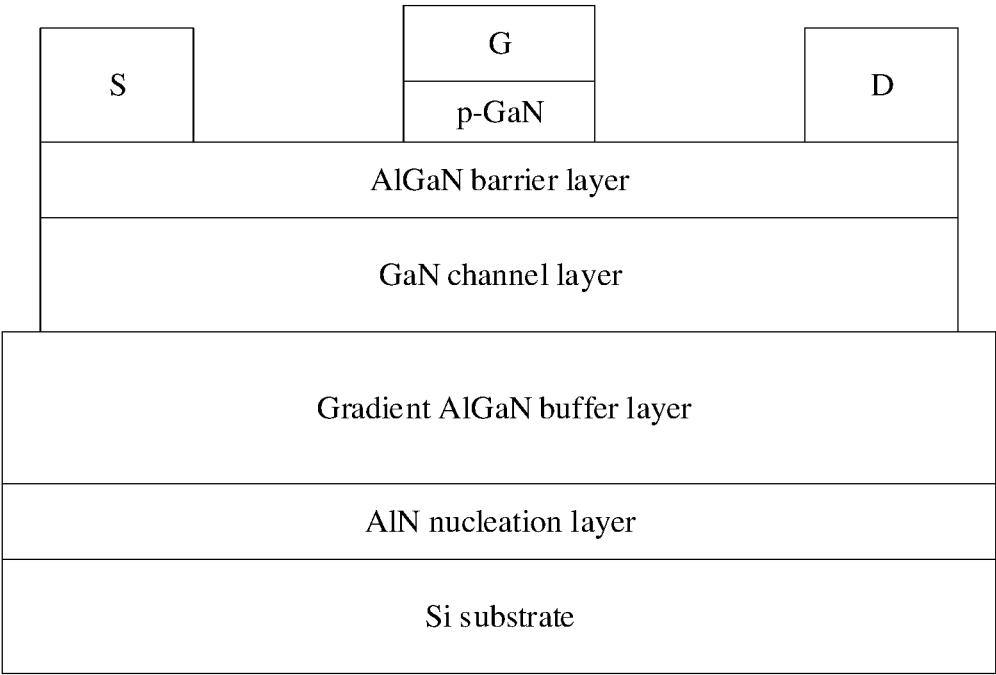 G
S
D
p-GaN
AlGaN barrier layer
GaN channel layer
Gradient AlGaN buffer layer
AlN nucleation layer
Si substrate